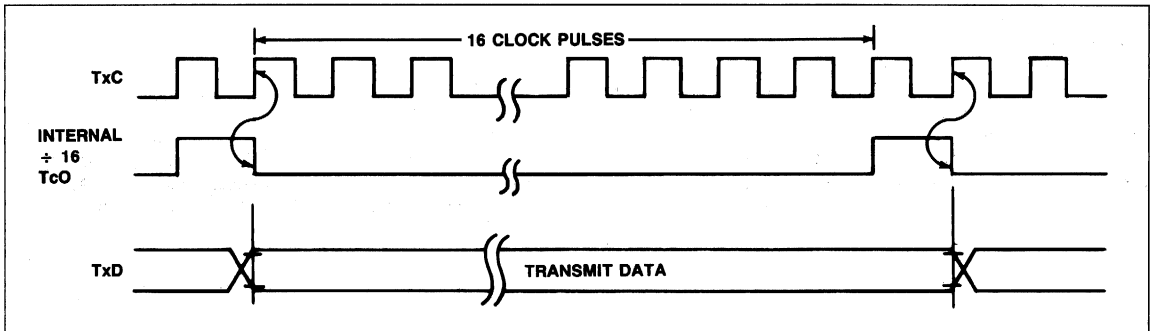 16 CLOCK PULSES
TxC
INTERNAL
÷ 16
TcO
TxD
TRANSMIT DATA